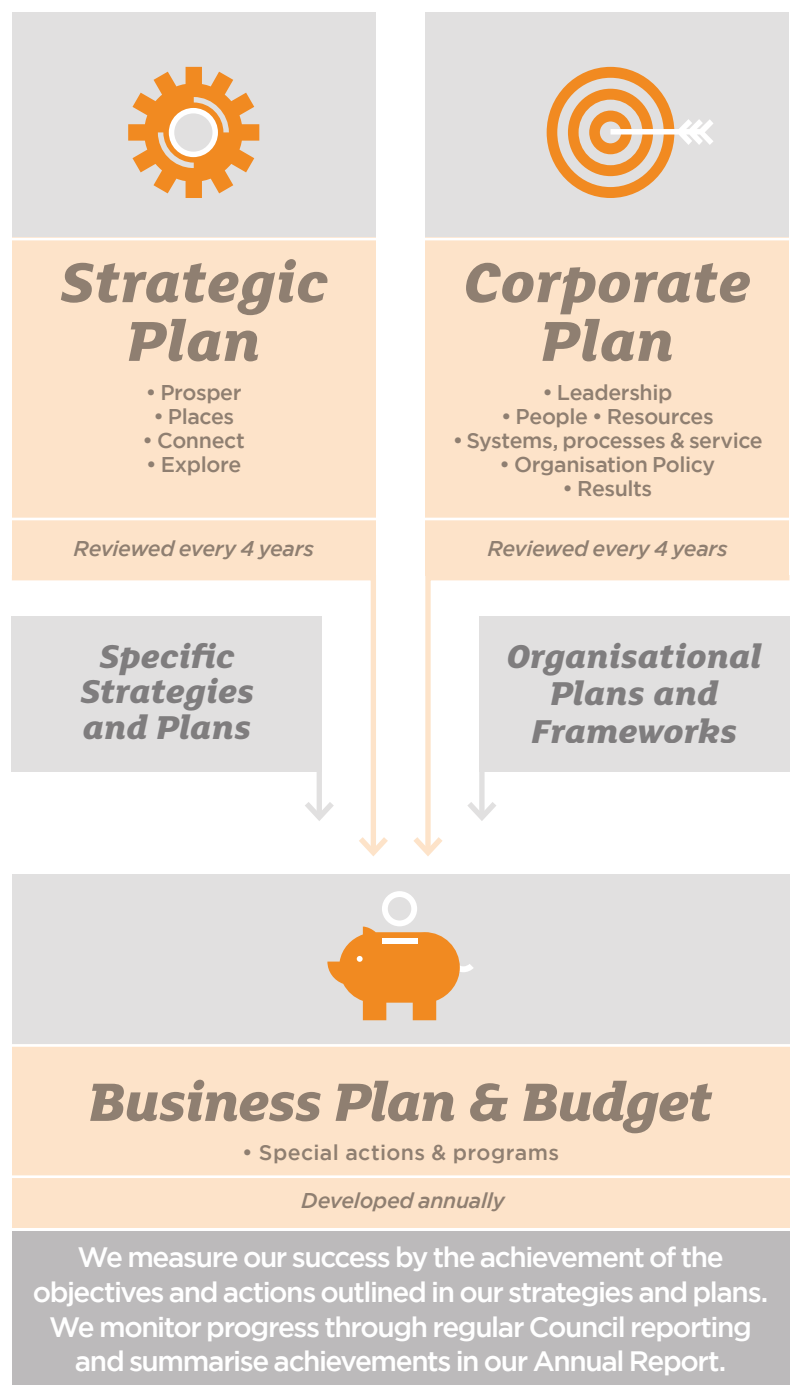 Strategic
Plan
• Prosper
• Places
• Connect
• Explore
Reviewed every 4 years
Corporate
Plan
• Leadership
• People • Resources
• Systems, processes & service
• Organisation Policy
• Results
Reviewed every 4 years
Specific
Strategies
and Plans
Organisational
Plans and
Frameworks
Business Plan & Budget
• Special actions & programs
Developed annually
We measure our success by the achievement of the
objectives and actions outlined in our strategies and plans.
We monitor progress through regular Council reporting
and summarise achievements in our Annual Report.